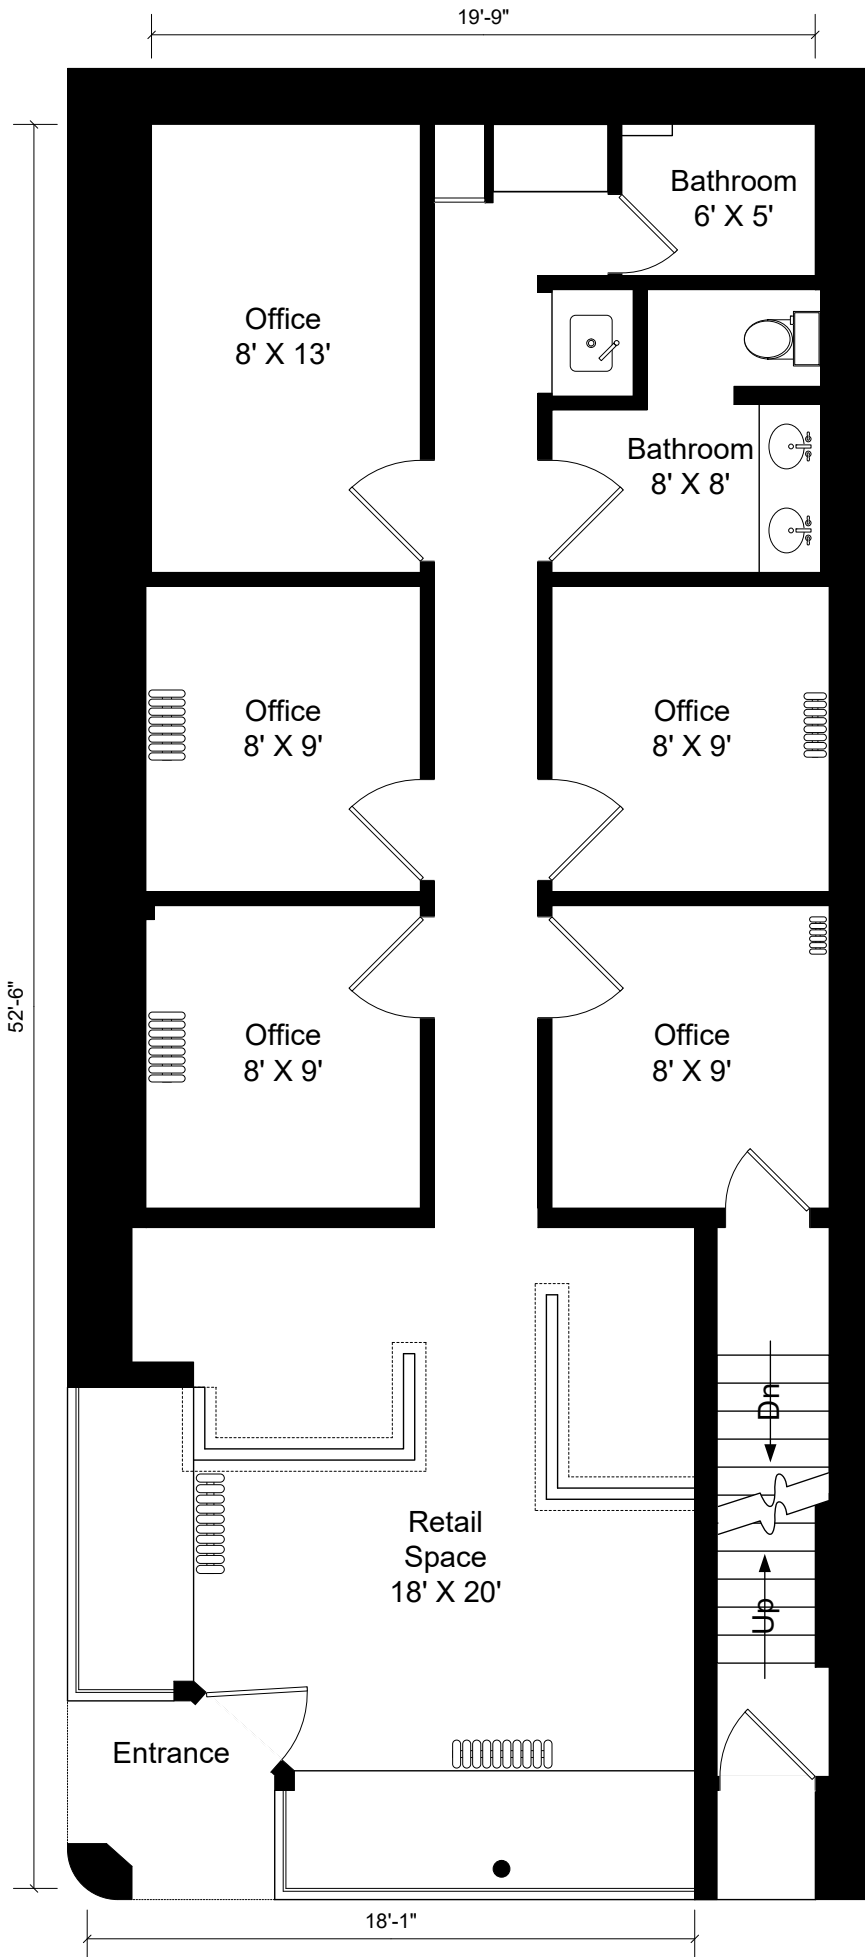 19'-9"
Bathroom
6' X 5'
Office
8' X 13'
Bathroom
8' X 8'
Office
8' X 9'
Office
8' X 9'
52'-6"
Office
8' X 9'
Office
8' X 9'
Dn
Retail
Space
18' X 20'
Up
Entrance
18'-1"